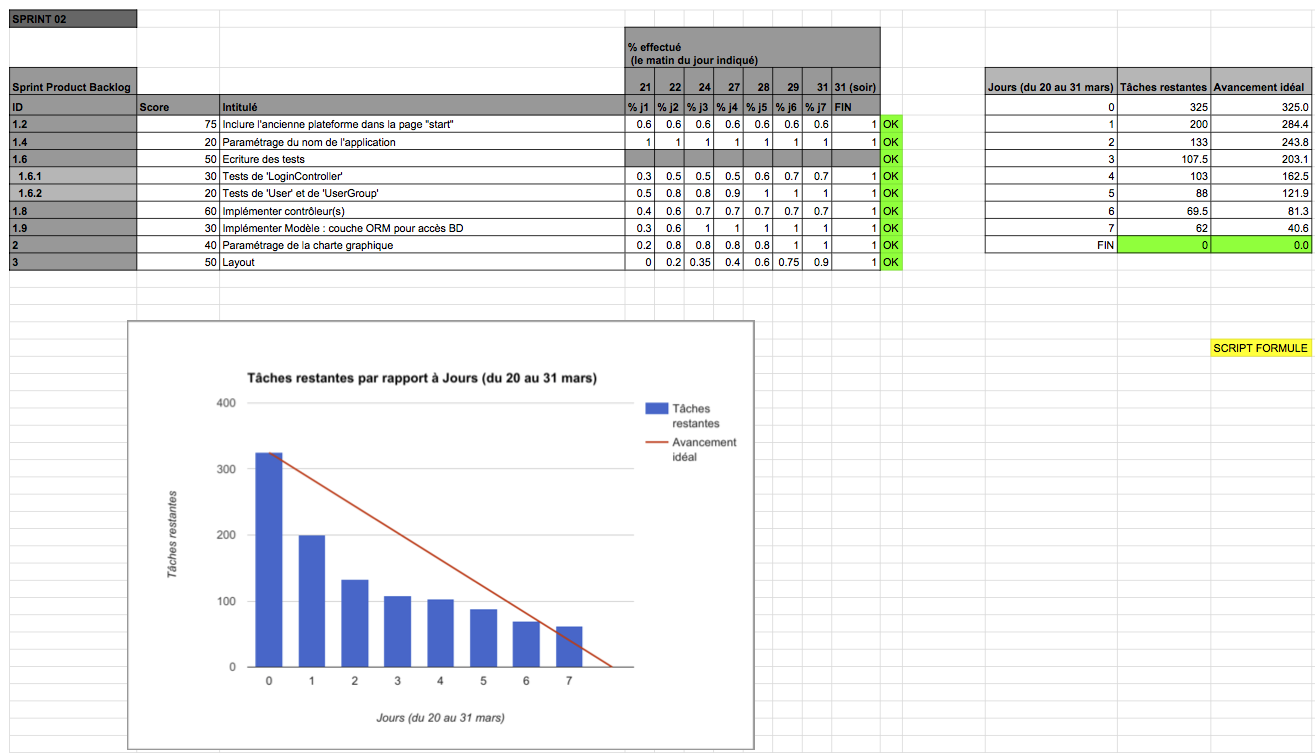 SPRINT 02
% effectué
(le matin du jour indiqué)
Sprint Product Backlog 21 22 24 27 28 29 31 31 (soir)
ID Score Intitulé % j1 % j2 % j3 % j4 % j5 % j6 % j7 FIN
1.2 75 Inclure l'ancienne plateforme dans la page "start" 0.6 0.6 0.6 0.6 0.6 0.6 0.6 1 OK
1.4 20 Paramétrage du nom de l'application 1 1 1 1 1 1 1 1 OK
1.6 50 Ecriture des tests OK
1.6.1 30 Tests de 'LoginController' 0.3 0.5 0.5 0.5 0.6 0.7 0.7 1 OK
1.6.2 20 Tests de 'User' et de 'UserGroup' 0.5 0.8 0.8 0.9 1 1 1 1 OK
1.8 60 Implémenter contrôleur(s) 0.4 0.6 0.7 0.7 0.7 0.7 0.7 1 OK
1.9 30 Implémenter Modèle : couche ORM pour accès BD 0.3 0.6 1 1 1 1 1 1 OK
2 40 Paramétrage de la charte graphique 0.2 0.8 0.8 0.8 0.8 1 1 1 OK
3 50 Layout 0 0.2 0.35 0.4 0.6 0.75 0.9 1 OK
Jours (du 20 au 31 mars) Tâches restantes Avancement idéal
0 325 325.0
1 200 284.4
2 133 243.8
3 107.5 203.1
4 103 162.5
5 88 121.9
6 69.5 81.3
7 62 40.6
FIN 0 0.0
SCRIPT FORMULE
Tâches restantes par rapport à Jours (du 20 au 31 mars)
400
300
200
100
0
Tâches restantes
0 1 2 3 4 5 6 7
Jours (du 20 au 31 mars)
Tâches
restantes
Avancement
idéal